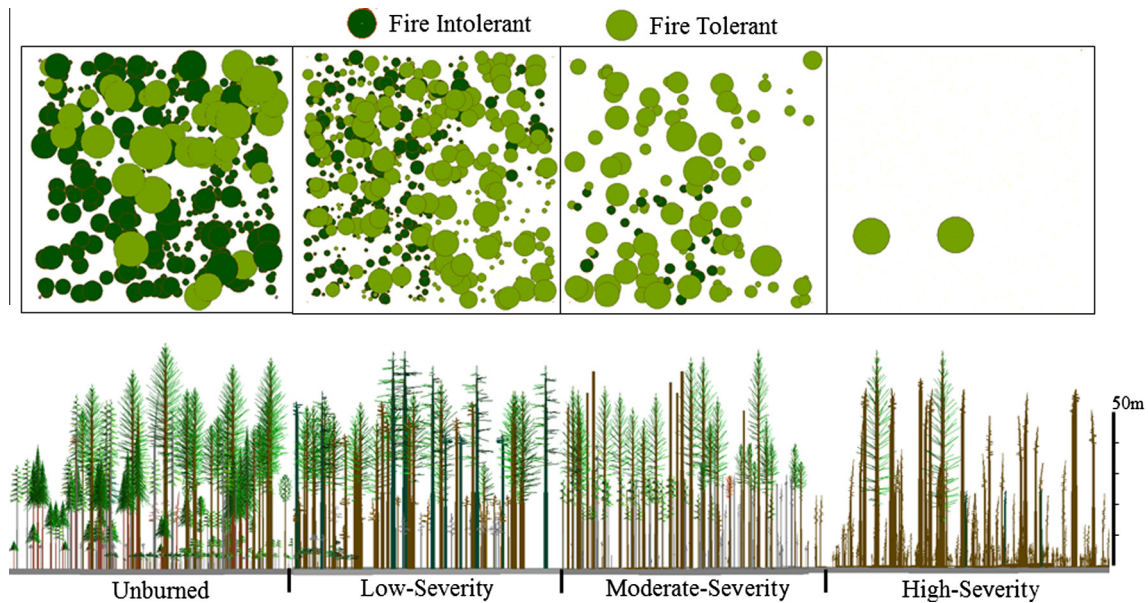 Fire Intolerant Fire Tolerant
50m
Unburned Low-Severity Moderate-Severity High-Severity